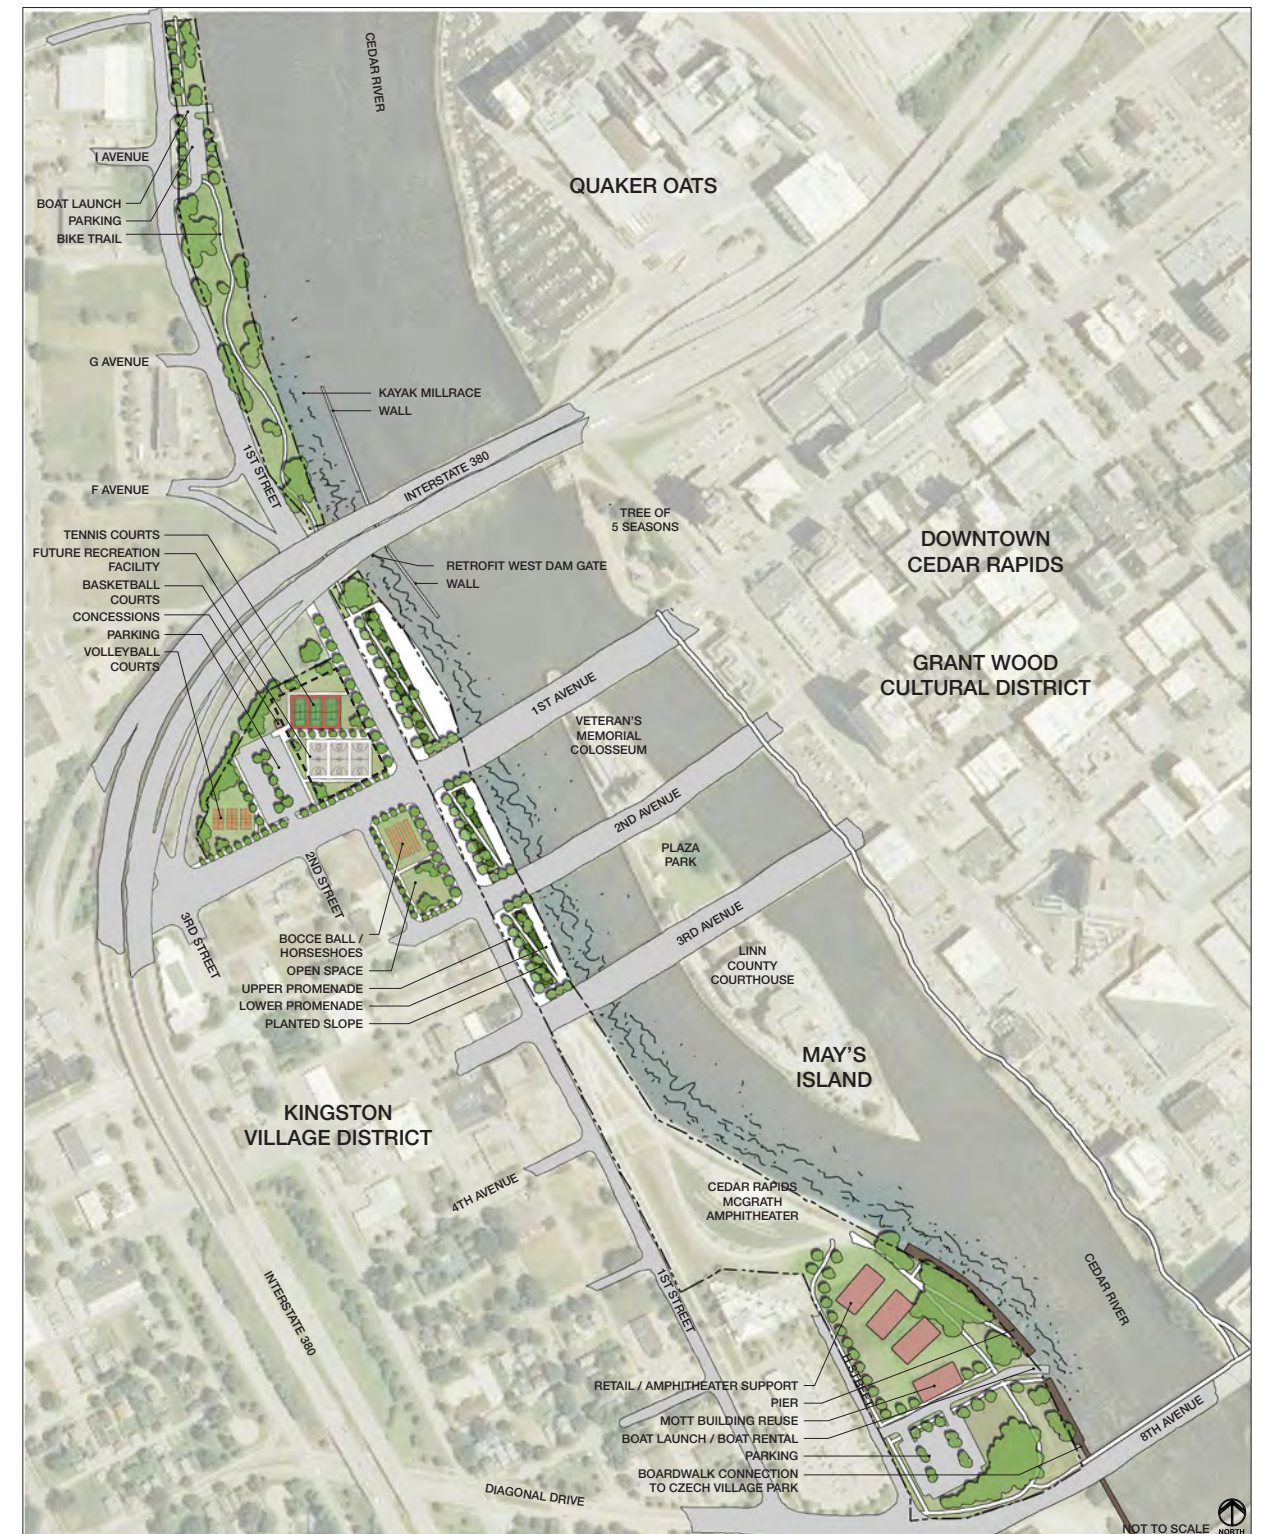 CEDAR RIVER
QUAKER OATS
I AVENUE
BOAT LAUNCH
PARKING
BIKE TRAIL
G AVENUE
KAYAK MILLRACE
WALL
1ST STREET
INTERSTATE 380
F AVENUE
TREE OF
5 SEASONS
DOWNTOWN
CEDAR RAPIDS
TENNIS COURTS
FUTURE RECREATION
FACILITY
BASKETBALL
COURTS
CONCESSIONS
PARKING
VOLLEYBALL
COURTS
RETROFIT WEST DAM GATE
WALL
GRANT WOOD
CULTURAL DISTRICT
1ST AVENUE
VETERAN'S
MEMORIAL
COLOSSEUM
2ND AVENUE
PLAZA
PARK
2ND STREET
3RD STREET
3RD AVENUE
BOCCE BALL /
HORSESHOES
OPEN SPACE
UPPER PROMENADE
LOWER PROMENADE
PLANTED SLOPE
LINN
COUNTY
COURTHOUSE
MAY'S
ISLAND
KINGSTON
VILLAGE DISTRICT
4TH AVENUE
CEDAR RAPIDS
MCGRATH
AMPHITHEATER
INTERSTATE 380
1ST STREET
CEDAR RIVER
H STREET
RETAIL / AMPHITHEATER SUPPORT
PIER
MOTT BUILDING REUSE
BOAT LAUNCH / BOAT RENTAL
PARKING
BOARDWALK CONNECTION
TO CZECH VILLAGE PARK
8TH AVENUE
DIAGONAL DRIVE
NOT TO SCALE
NORTH